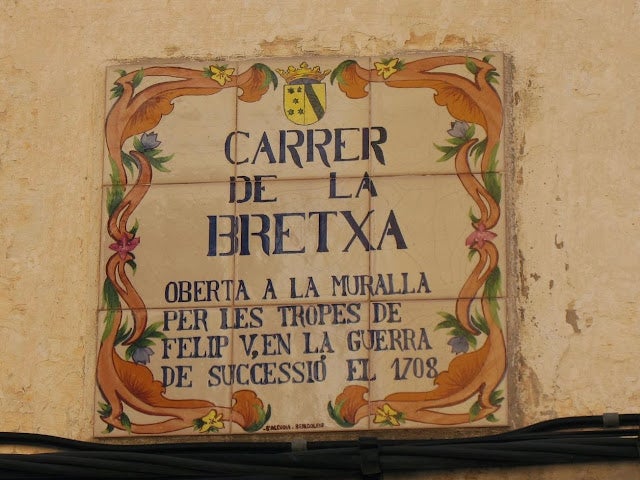 CARRER
DE LA
BRETXA
OBERTA A LA MURALLA
PER LES TROPES DE
FELIP V, EN LA GUERRA
DE SUCCESSIÓ EL 1708